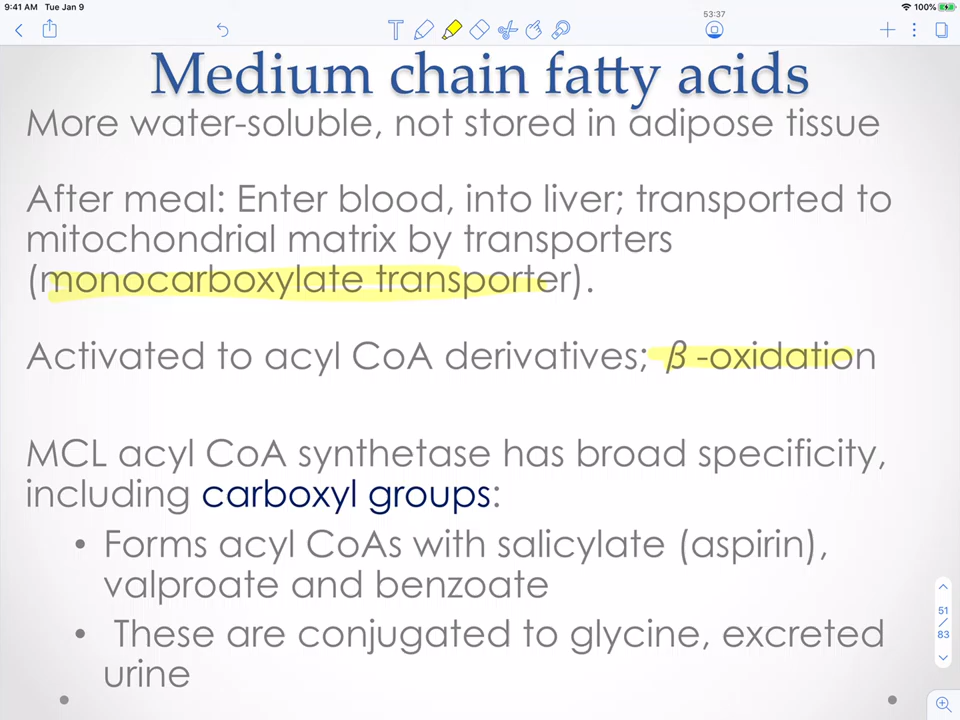 9:41 AM Tue Jan 9
100%
53:37
Medium chain fatty acids
More water-soluble, not stored in adipose tissue
After meal: Enter blood, into liver; transported to
mitochondrial matrix by transporters
(monocarboxylate transporter).
Activated to acyl CoA derivatives; β -oxidation
MCL acyl CoA synthetase has broad specificity,
including carboxyl groups:
• Forms acyl CoAs with salicylate (aspirin),
valproate and benzoate
• These are conjugated to glycine, excreted
urine
51
/
83